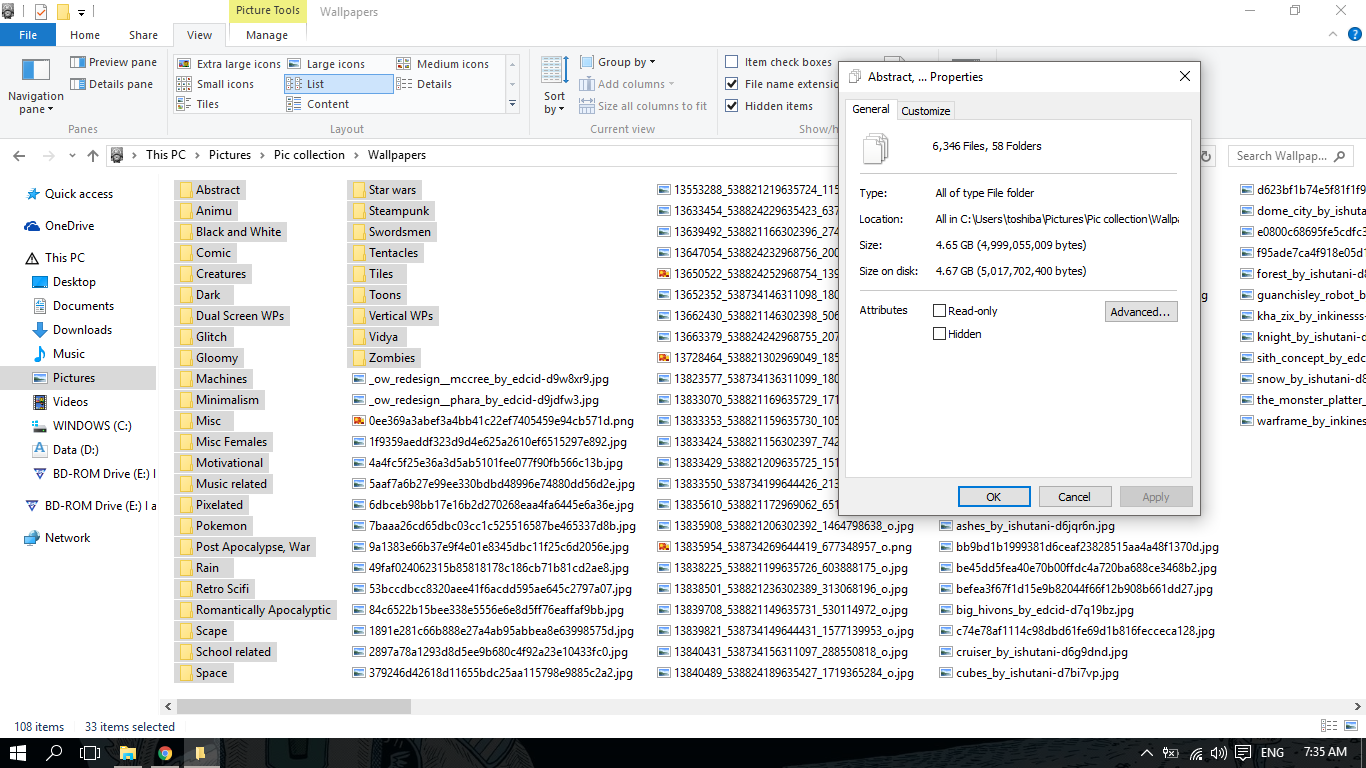 Picture Tools
Wallpapers
File
Home
Share
View
Manage
Navigation pane
Preview pane
Details pane
Panes
Extra large icons
Large icons
Medium icons
Small icons
List
Details
Tiles
Content
Layout
Sort by
Group by
Add columns
Size all columns to fit
Current view
Item check boxes
File name extensio
Hidden items
Show/h
This PC
Pictures
Pic collection
Wallpapers
Search Wallpap...
Quick access
OneDrive
This PC
Desktop
Documents
Downloads
Music
Pictures
Videos
WINDOWS (C:)
Data (D:)
BD-ROM Drive (E:) I
BD-ROM Drive (E:) I a
Network
Abstract
Animu
Black and White
Comic
Creatures
Dark
Dual Screen WPs
Glitch
Gloomy
Machines
Minimalism
Misc
Misc Females
Motivational
Music related
Pixelated
Pokemon
Post Apocalypse, War
Rain
Retro Scifi
Romantically Apocalyptic
Scape
School related
Space
Star wars
Steampunk
Swordsmen
Tentacles
Tiles
Toons
Vertical WPs
Vidya
Zombies
_ow_redesign__mccree_by_edcid-d9w8xr9.jpg
_ow_redesign__phara_by_edcid-d9jdfw3.jpg
0ee369a3abef3a4bb41c22ef7405459e94cb571d.png
1f9359aeddf323d9d4e625a2610ef6515297e892.jpg
4a4fc5f25e36a3d5ab5101fee077f90fb566c13b.jpg
5aaf7a6b27e99ee330bdbd48996e74880dd56d2e.jpg
6dbceb98bb17e16b2d270268eaa4fa6445e6a36e.jpg
7baaa26cd65dbc03cc1c525516587be465337d8b.jpg
9a1383e66b37e9f4e01e8345dbc11f25c6d2056e.jpg
49faf024062315b85818178c186cb71b81cd2ae8.jpg
53bccdbcc8320aee41f6acdd595ae645c2797a07.jpg
84c6522b15bee338e5556e6e8d5ff76eaffaf9bb.jpg
1891e281c66b888e27a4ab95abbea8e63998575d.jpg
2897a78a1293d8d5ee9b680c4f92a23e10433fc0.jpg
379246d42618d11655bdc25aa115798e9885c2a2.jpg
13553288_538821219635724_115
13633454_538824229635423_637
13639492_538821166302396_274
13647054_538824236968756_200
13650522_538824252968754_139
13652352_538734146311098_180
13662430_538821146302398_506
13663379_538824242968755_207
13728464_538821302969049_185
13823577_538734136311099_180
13833070_538821169635729_171
13833353_538821159635730_105
13833424_538821156302397_742
13833429_538821209635725_151
13833550_538734199644426_213
13835610_538821172969062_651
13835908_538821206302392_1464798638_o.jpg
13835954_538734269644419_677348957_o.png
13838225_538821199635726_603888175_o.jpg
13838501_538821236302389_313068196_o.jpg
13839708_538821149635731_530114972_o.jpg
13839821_538734149644431_1577139953_o.jpg
13840431_538734156311097_288550818_o.jpg
13840489_538824189635427_1719365284_o.jpg
ashes_by_ishutani-d6jqr6n.jpg
bb9bd1b1999381d6ceaf23828515aa4a48f1370d.jpg
be45dd5fea40e70b00ffdc4a720ba688ce3468b2.jpg
befea3f67f1d15e9b82044f66f12b908b661dd27.jpg
big_hivons_by_edcid-d7q19bz.jpg
c74e78af1114c98dbd61fe69d1b816fecceca128.jpg
cruiser_by_ishutani-d6g9dnd.jpg
cubes_by_ishutani-d7bi7vp.jpg
g
d623bf1b74e5f81f1f9
dome_city_by_ishuta
e0800c68695fe5cdfc3
f95ade7ca4f918e05d1
forest_by_ishutani-d
guanchisley_robot_b
kha_zix_by_inkinesss-
knight_by_ishutani-d
sith_concept_by_edc
snow_by_ishutani-d8
the_monster_platter_
warframe_by_inkines
Abstract, ... Properties
General
Customize
6,346 Files, 58 Folders
Type:
All of type File folder
Location:
All in C:\Users\toshiba\Pictures\Pic collection\Wallpa
Size:
4.65 GB (4,999,055,009 bytes)
Size on disk:
4.67 GB (5,017,702,400 bytes)
Attributes
Read-only
Advanced...
Hidden
OK
Cancel
Apply
108 items
33 items selected
ENG
7:35 AM